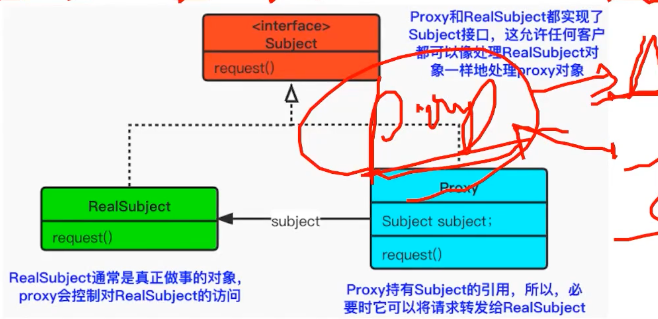 <interface>
Subject
request()
Proxy和RealSubject都实现了
Subject接口，这允许任何客户
都可以像处理RealSubject对
象一样地处理proxy对象
RealSubject
request()
subject
Proxy
Subject subject;
request()
RealSubject通常是真正做事的对象，
proxy会控制对RealSubject的访问
Proxy持有Subject的引用，所以，必
要时它可以将请求转发给RealSubject